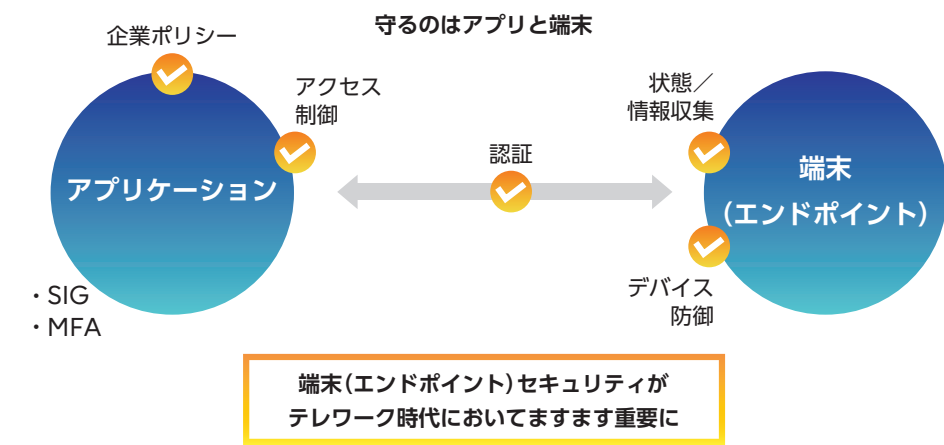 守るのはアプリと端末
企業ポリシー
アクセス
制御
アプリケーション
・SIG
・MFA
認証
状態／
情報収集
端末
（エンドポイント）
デバイス
防御
端末（エンドポイント）セキュリティが
テレワーク時代においてますます重要に